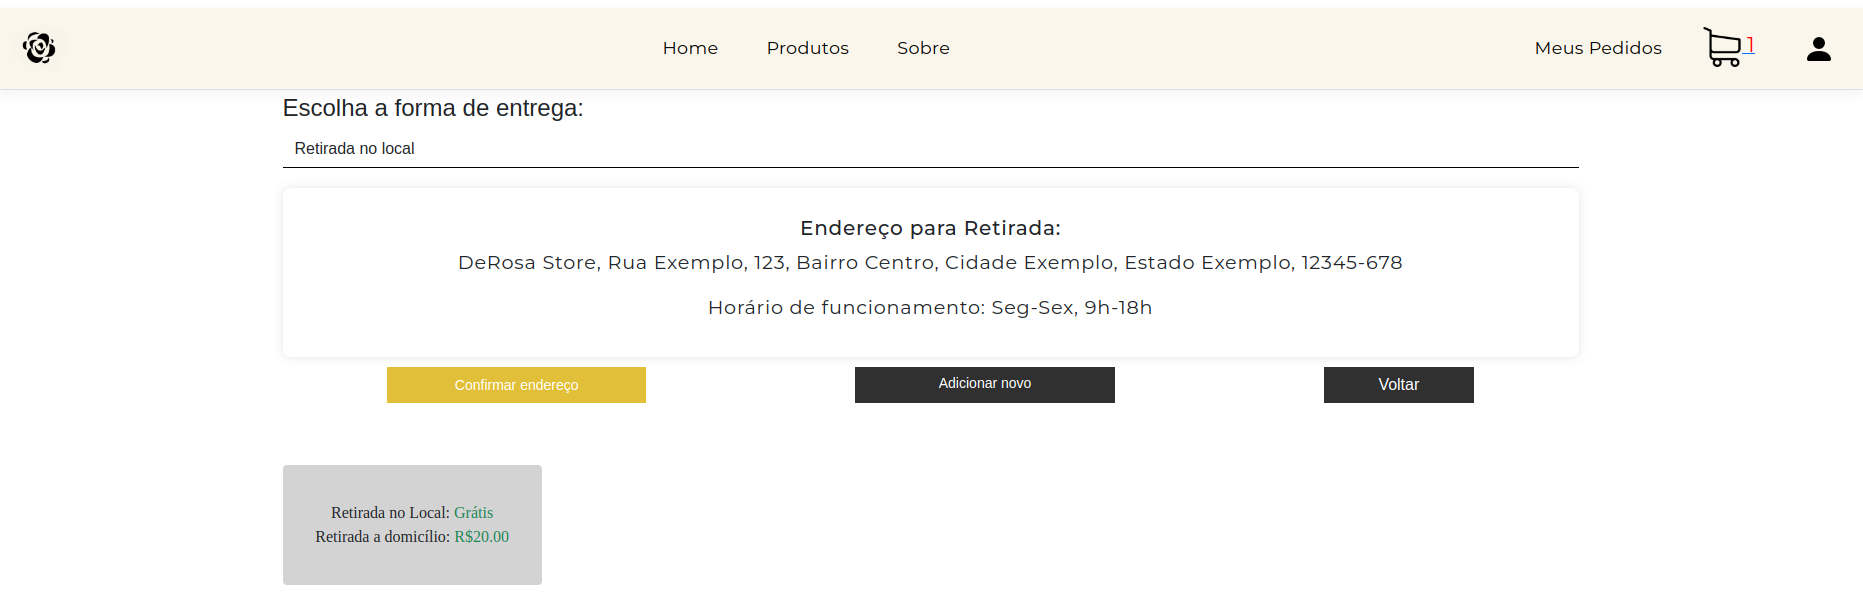 Home Produtos Sobre Meus Pedidos 1
Escolha a forma de entrega:
Retirada no local
Endereço para Retirada:
DeRosa Store, Rua Exemplo, 123, Bairro Centro, Cidade Exemplo, Estado Exemplo, 12345-678
Horário de funcionamento: Seg-Sex, 9h-18h
Confirmar endereço Adicionar novo Voltar
Retirada no Local: Grátis
Retirada a domicílio: R$20.00